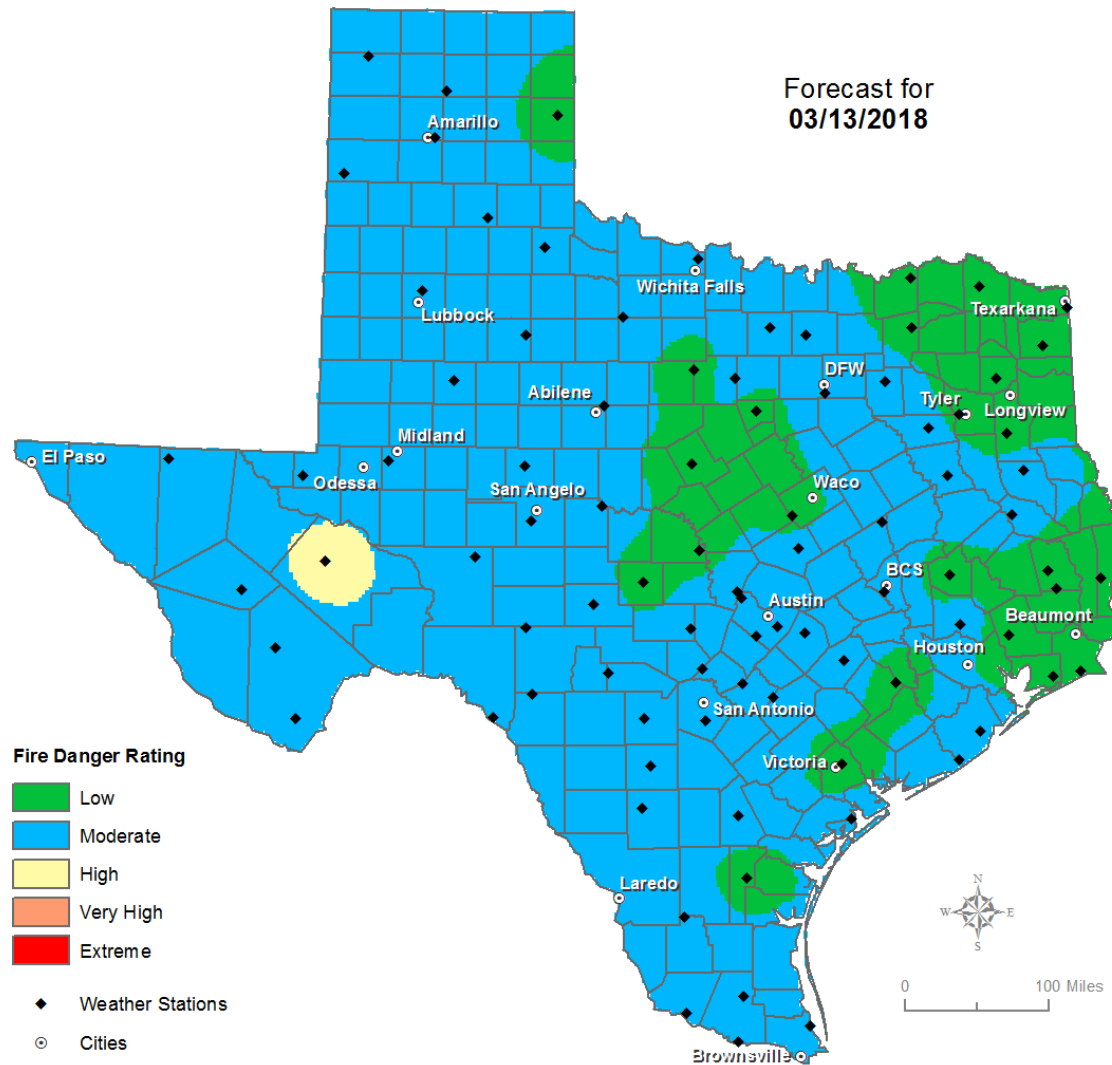 Forecast for
03/13/2018
Amarillo
Wichita Falls
Lubbock
Texarkana
DFW
Abilene
Tyler
Longview
Midland
El Paso
Odessa
San Angelo
Waco
BCS
Austin
Beaumont
Houston
San Antonio
Victoria
Laredo
Brownsville
Fire Danger Rating
Low
Moderate
High
Very High
Extreme
Weather Stations
Cities
N
W E
S
0 100 Miles